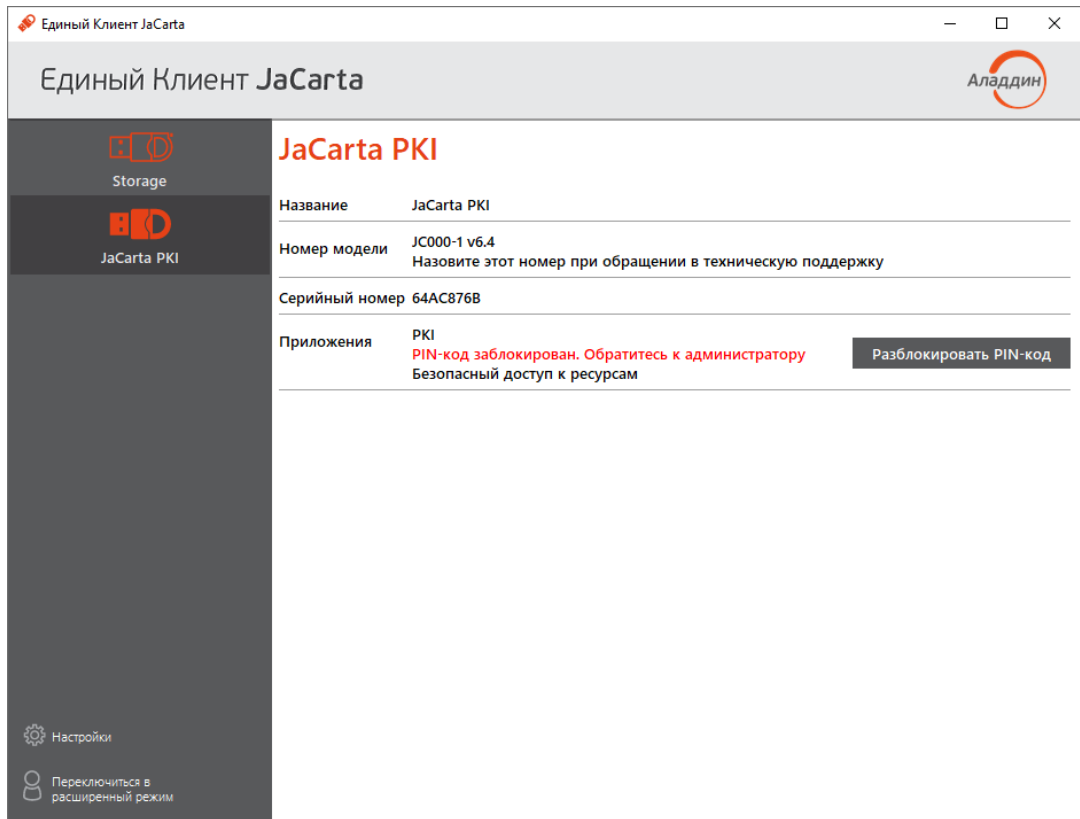 Единый Клиент JaCarta
Единый Клиент JaCarta
Аладдин
Storage
JaCarta PKI
JaCarta PKI
Название JaCarta PKI
Номер модели JC000-1 v6.4
Назовите этот номер при обращении в техническую поддержку
Серийный номер 64AC876B
Приложения PKI
PIN-код заблокирован. Обратитесь к администратору
Разблокировать PIN-код
Безопасный доступ к ресурсам
Настройки
Переключиться в
расширенный режим